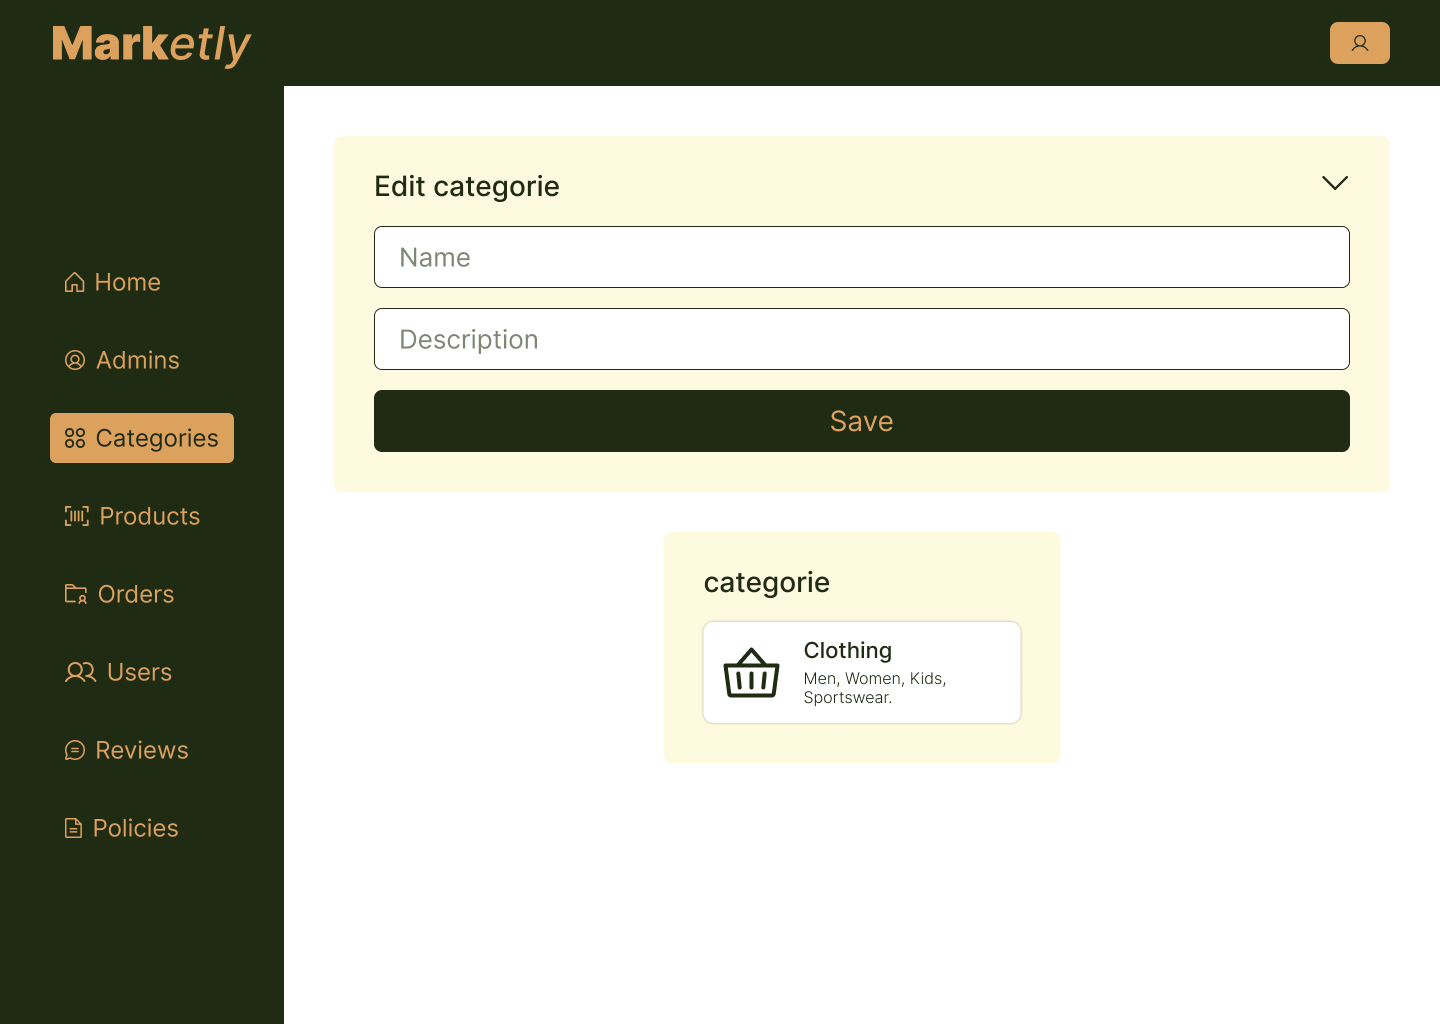 Marketly
Home
Admins
Categories
Products
Orders
Users
Reviews
Policies
Edit categorie
Name
Description
Save
categorie
Clothing
Men, Women, Kids,
Sportswear.